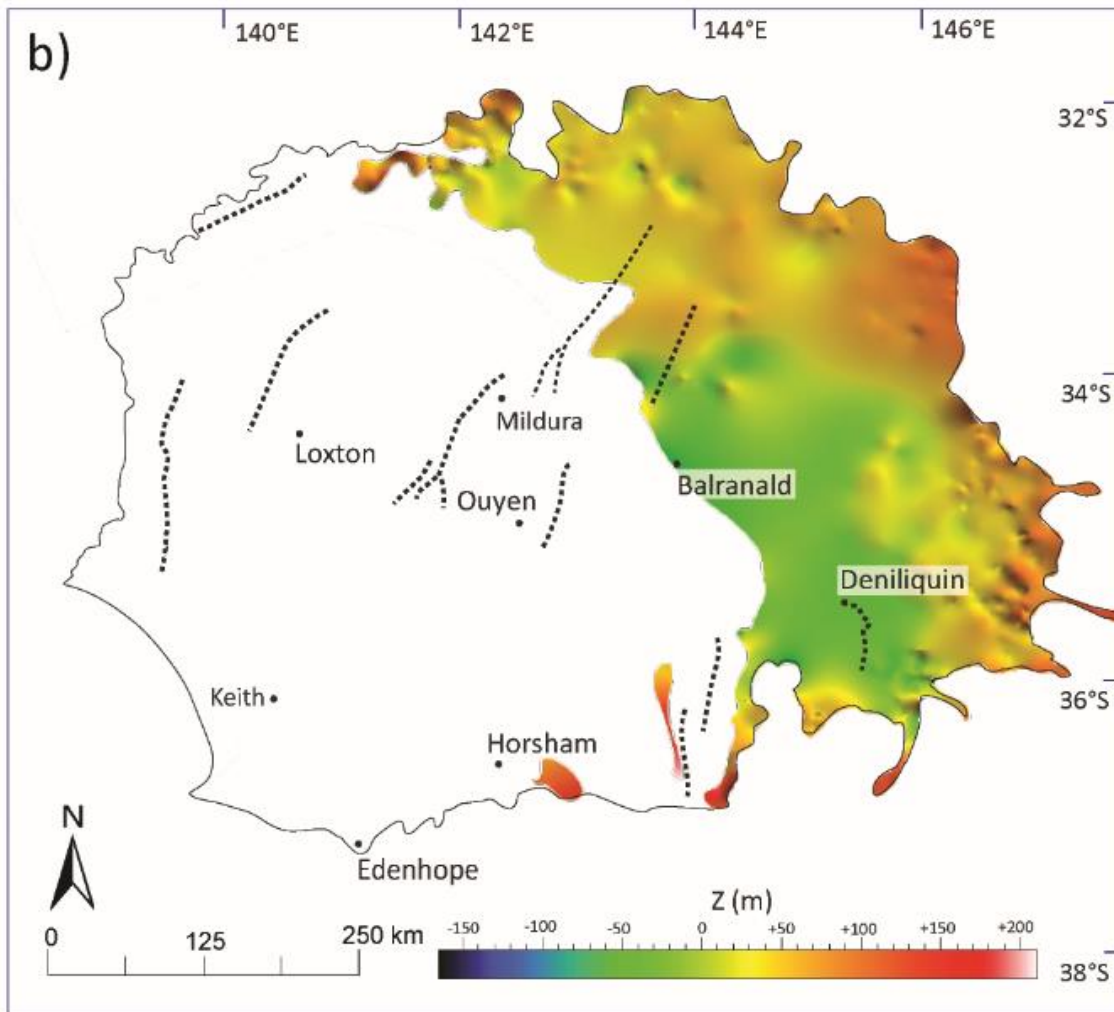 140°E
142°E
144°E
146°E
b)
32°S
34°S
Mildura
Loxton
Balranald
Ouyen
Deniliquin
Keith
36°S
Horsham
N
Edenhope
Z (m)
0 125 250 km
-150 -100 -50 0 +50 +100 +150 +200
38°S